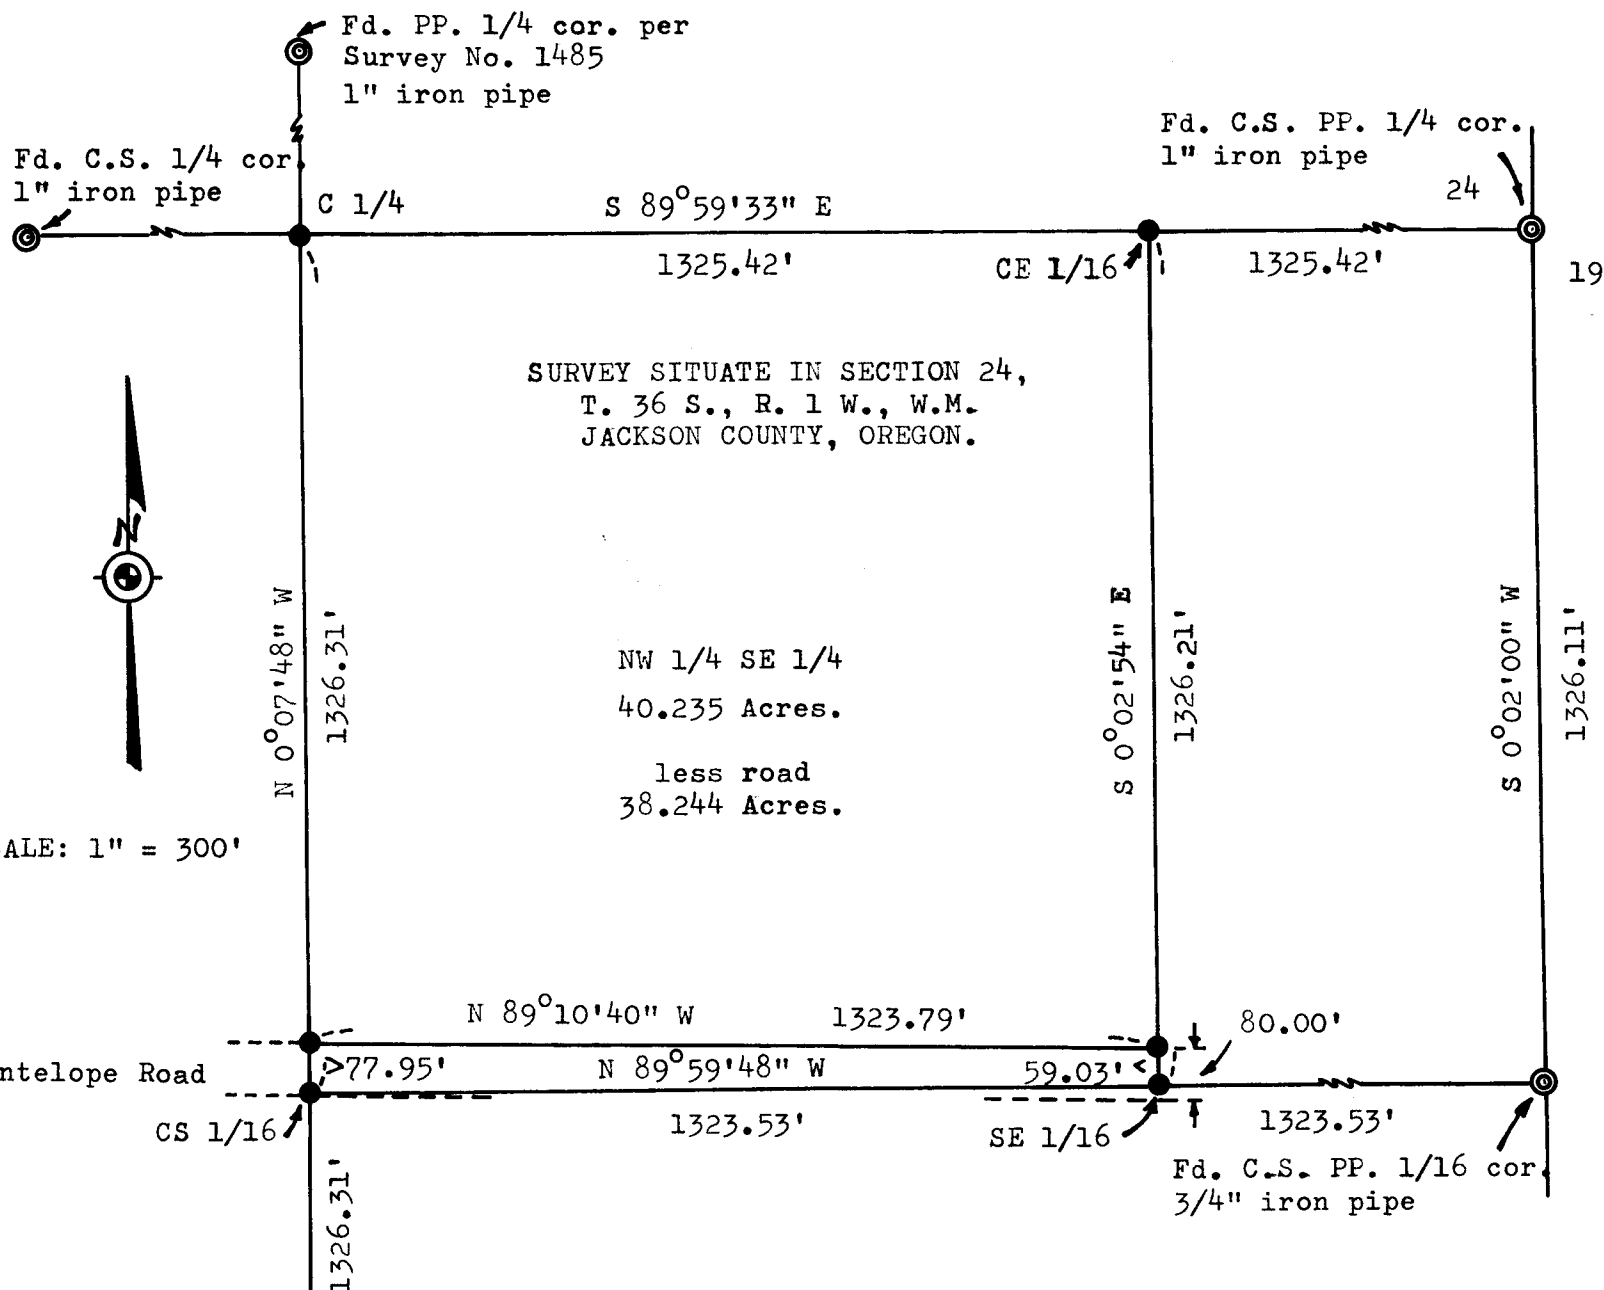 Fd. PP. 1/4 cor. per
Survey No. 1485
1" iron pipe
Fd. C.S. PP. 1/4 cor.
1" iron pipe
Fd. C.S. 1/4 cor.
1" iron pipe
24
C 1/4
S 89°59'33" E
1325.42'
CE 1/16
1325.42'
19
SURVEY SITUATE IN SECTION 24,
T. 36 S., R. 1 W., W.M.
JACKSON COUNTY, OREGON.
N
N 0°07'48" W
1326.31'
S 0°02'54" E
1326.21'
S 0°02'00" W
1326.11'
NW 1/4 SE 1/4
40.235 Acres.
less road
38.244 Acres.
ALE: 1" = 300'
N 89°10'40" W
1323.79'
80.00'
ntelope Road
77.95'
N 89°59'48" W
59.03'
CS 1/16
1323.53'
SE 1/16
1323.53'
Fd. C.S. PP. 1/16 cor.
3/4" iron pipe
1326.31'